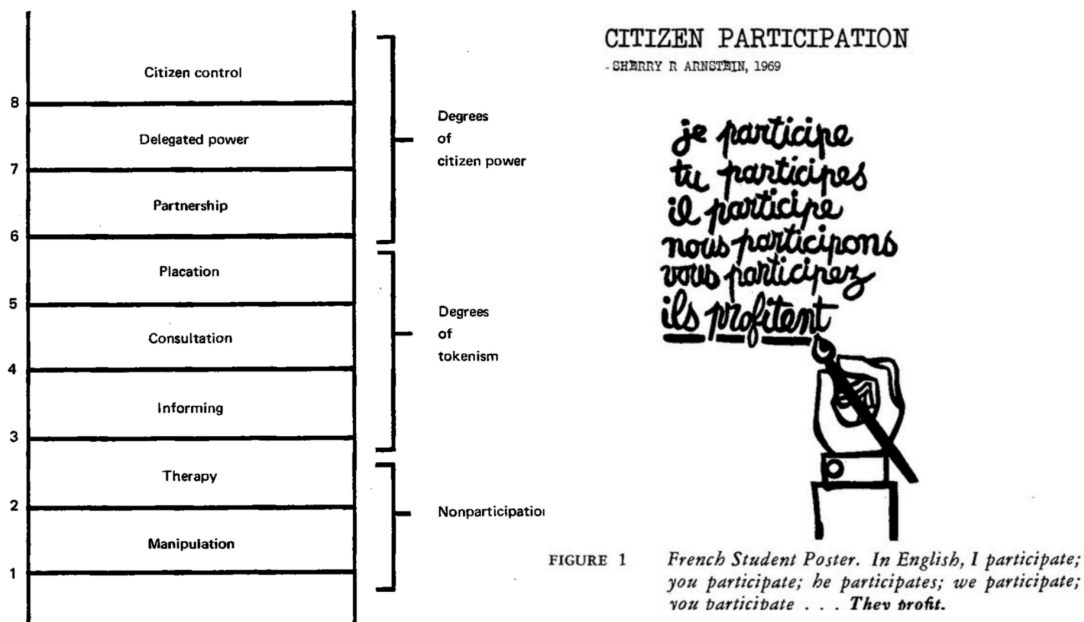 Citizen control
8
Delegated power
7
Partnership
6
Placation
5
Consultation
4
Informing
3
Therapy
2
Manipulation
1
Degrees
of
citizen power
Degrees
of
tokenism
Nonparticipation
CITIZEN PARTICIPATION
- SHERRY R ARNSTEIN, 1969
je participe
tu participes
il participe
nous participons
vous participez
ils profitent
FIGURE 1 French Student Poster. In English, I participate;
you participate; he participates; we participate;
you participate . . . They profit.